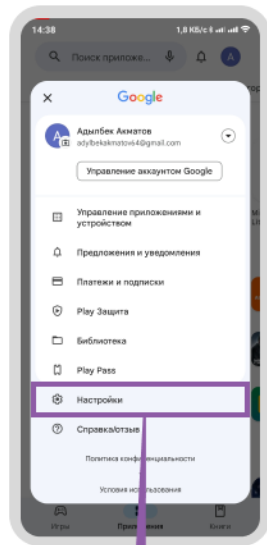 14:38
1,8 КБ/с
Поиск приложе...
А
Google
Адылбек Акматов
adylbekakmatov64@gmail.com
Управление аккаунтом Google
Управление приложениями и
устройством
Предложения и уведомления
Платежи и подписки
Play Защита
Библиотека
Play Pass
Настройки
Справка/отзыв
Политика конфиденциальности
Условия использования
Игры
Приложения
Книги